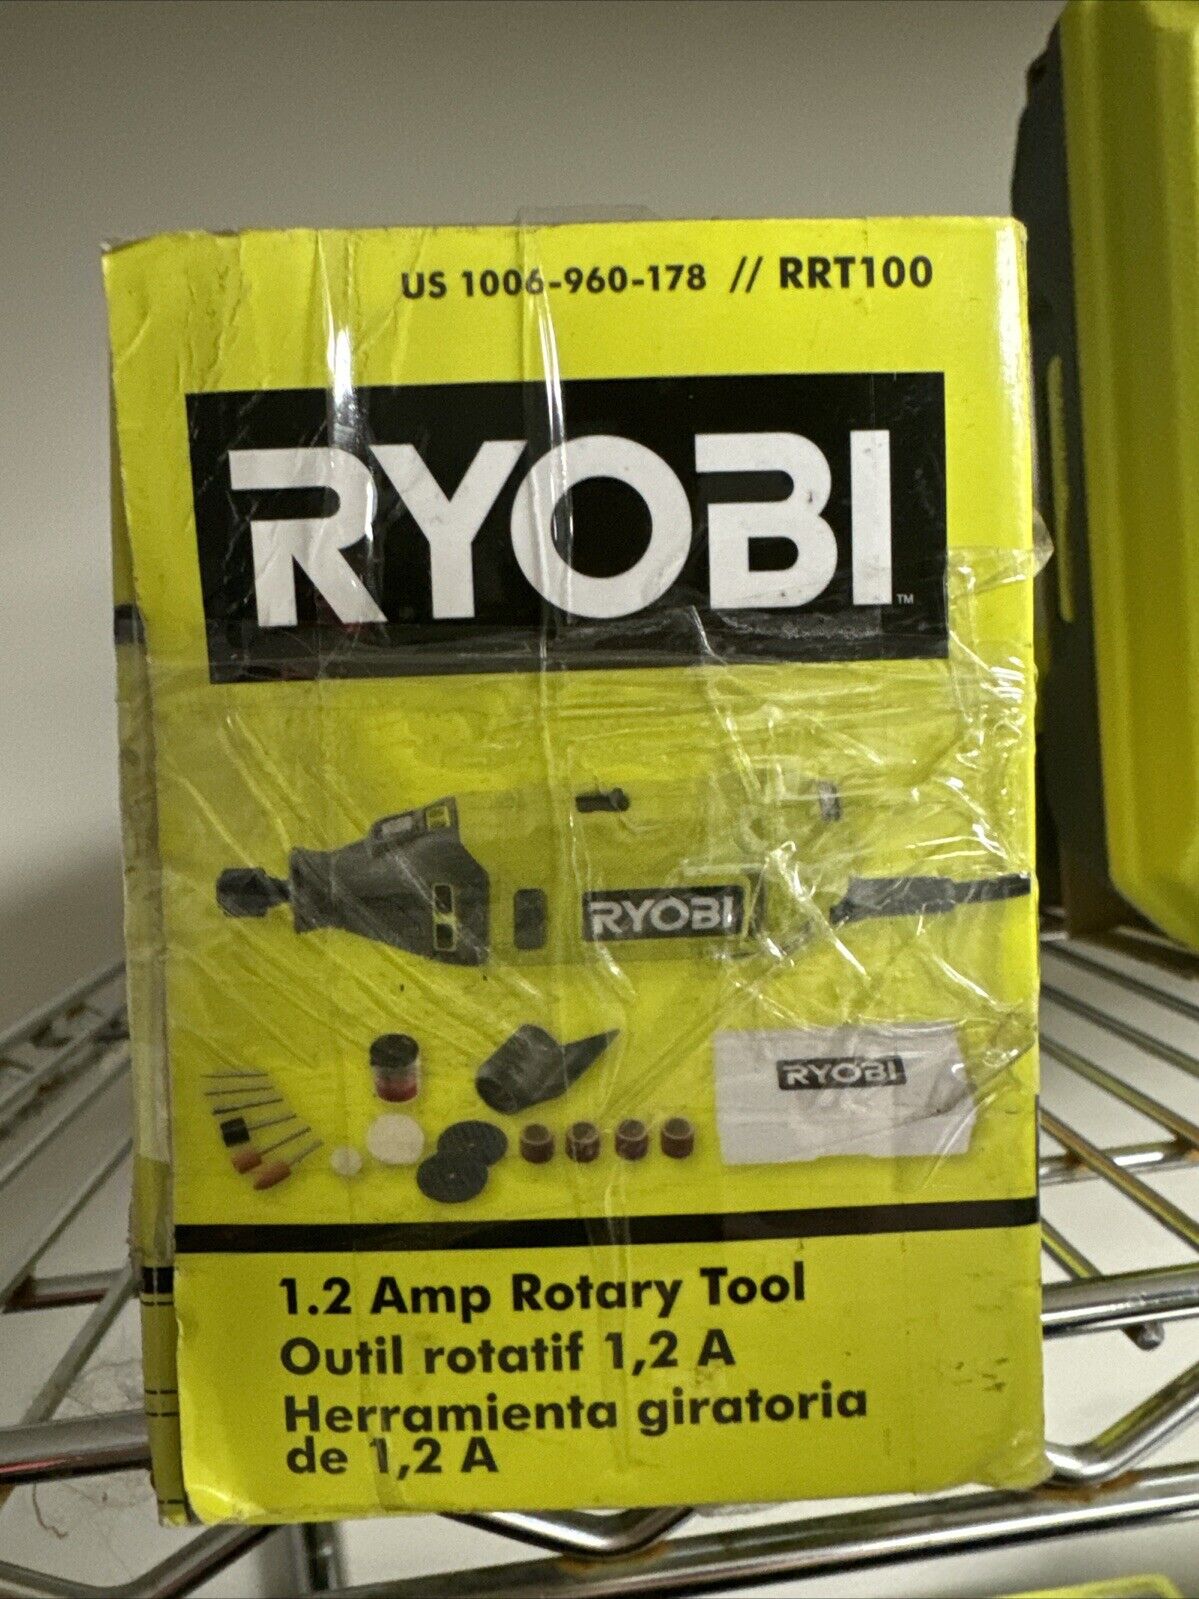 US 1006-960-178 // RRT100
RYOBI™
RYOBI
RYOBI
1.2 Amp Rotary Tool
Outil rotatif 1,2 A
Herramienta giratoria
de 1,2 A